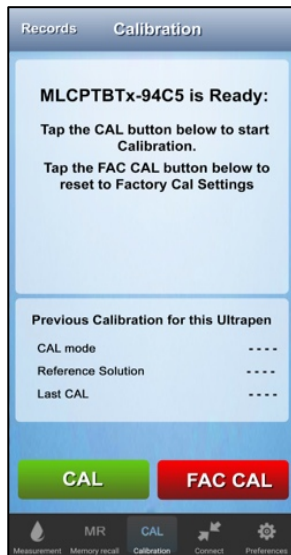 Records Calibration
MLCPTBTx-94C5 is Ready:
Tap the CAL button below to start
Calibration.
Tap the FAC CAL button below to
reset to Factory Cal Settings
Previous Calibration for this Ultrapen
CAL mode ----
Reference Solution ----
Last CAL ----
CAL FAC CAL
MR CAL
Measurement Memory recall Calibration Connect Preferences